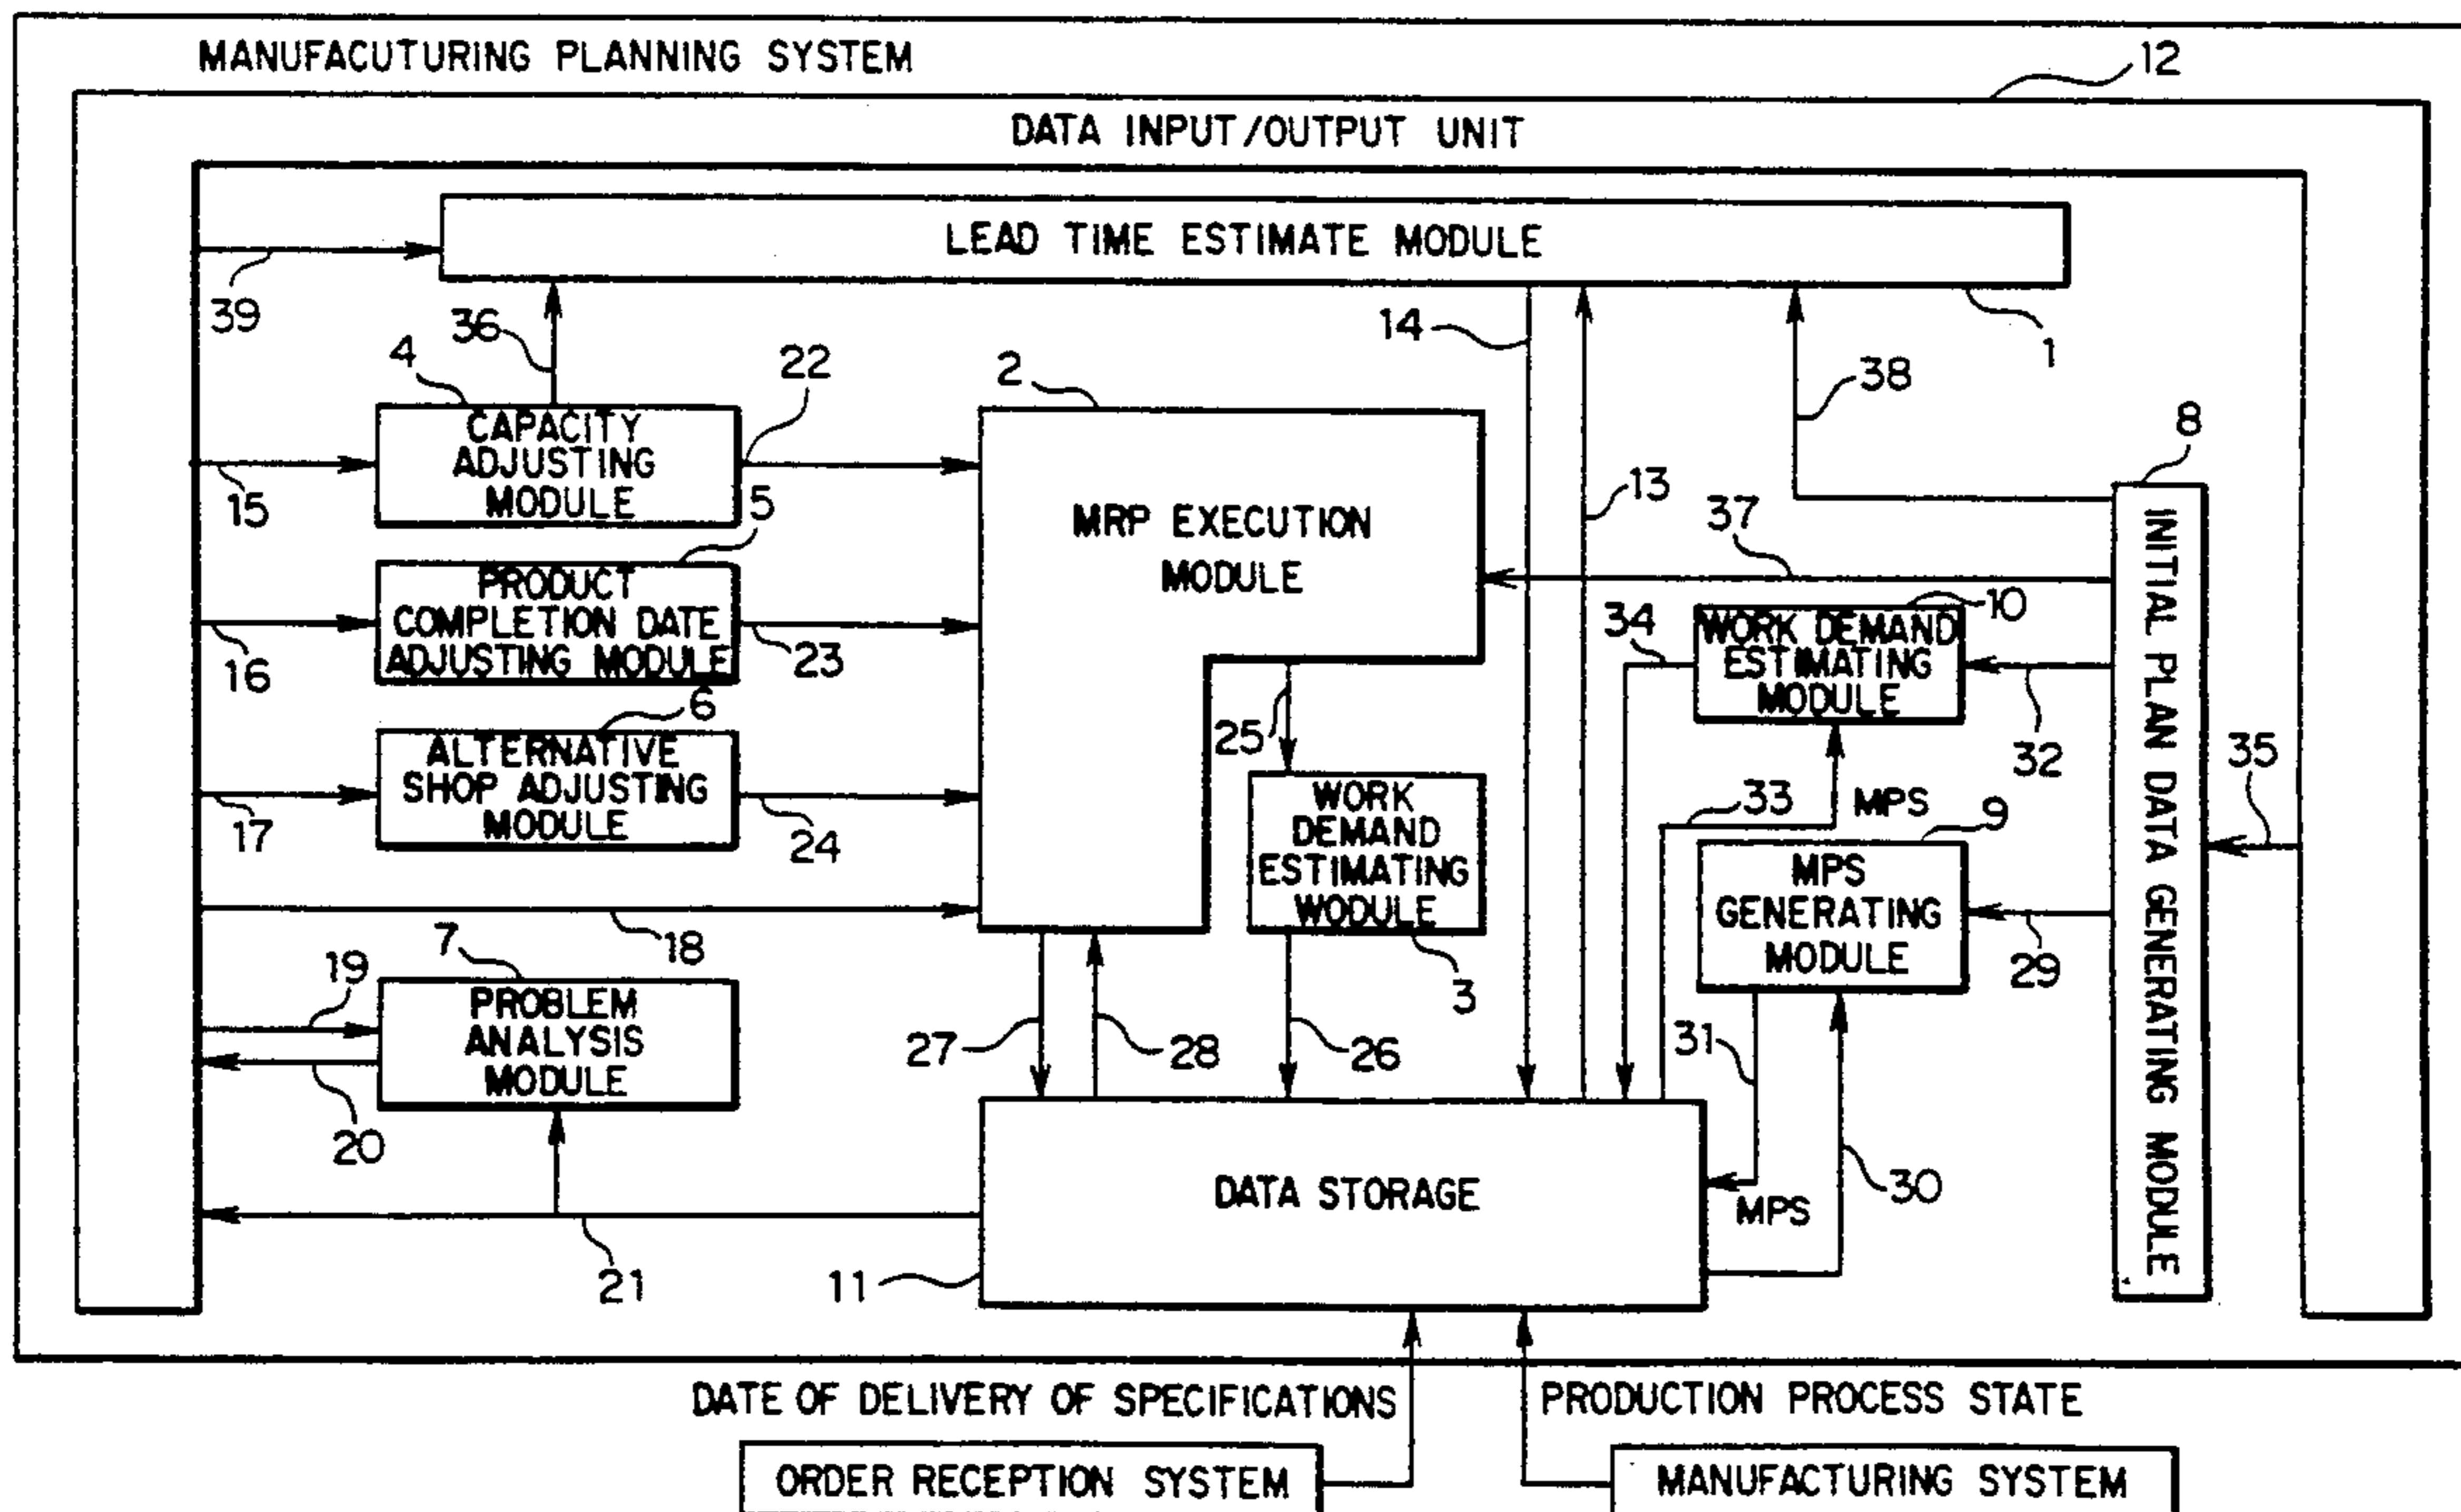 MANUFACUTURING PLANNING SYSTEM
12
DATA INPUT/OUTPUT UNIT
LEAD TIME ESTIMATE MODULE
39
36
14
1
4
22
2
38
8
CAPACITY
ADJUSTING
MODULE
15
5
MRP EXECUTION
MODULE
13
37
PRODUCT
COMPLETION DATE
ADJUSTING MODULE
16
23
34
10
WORK DEMAND
ESTIMATING
MODULE
32
6
25
ALTERNATIVE
SHOP ADJUSTING
MODULE
17
24
WORK
DEMAND
ESTIMATING
WODULE
33
MPS
9
35
INITIAL PLAN DATA GENERATING MODULE
MPS
GENERATING
MODULE
29
18
7
19
3
PROBLEM
ANALYSIS
MODULE
20
27
28
26
31
30
DATA STORAGE
MPS
21
11
DATE OF DELIVERY OF SPECIFICATIONS
PRODUCTION PROCESS STATE
ORDER RECEPTION SYSTEM
MANUFACTURING SYSTEM